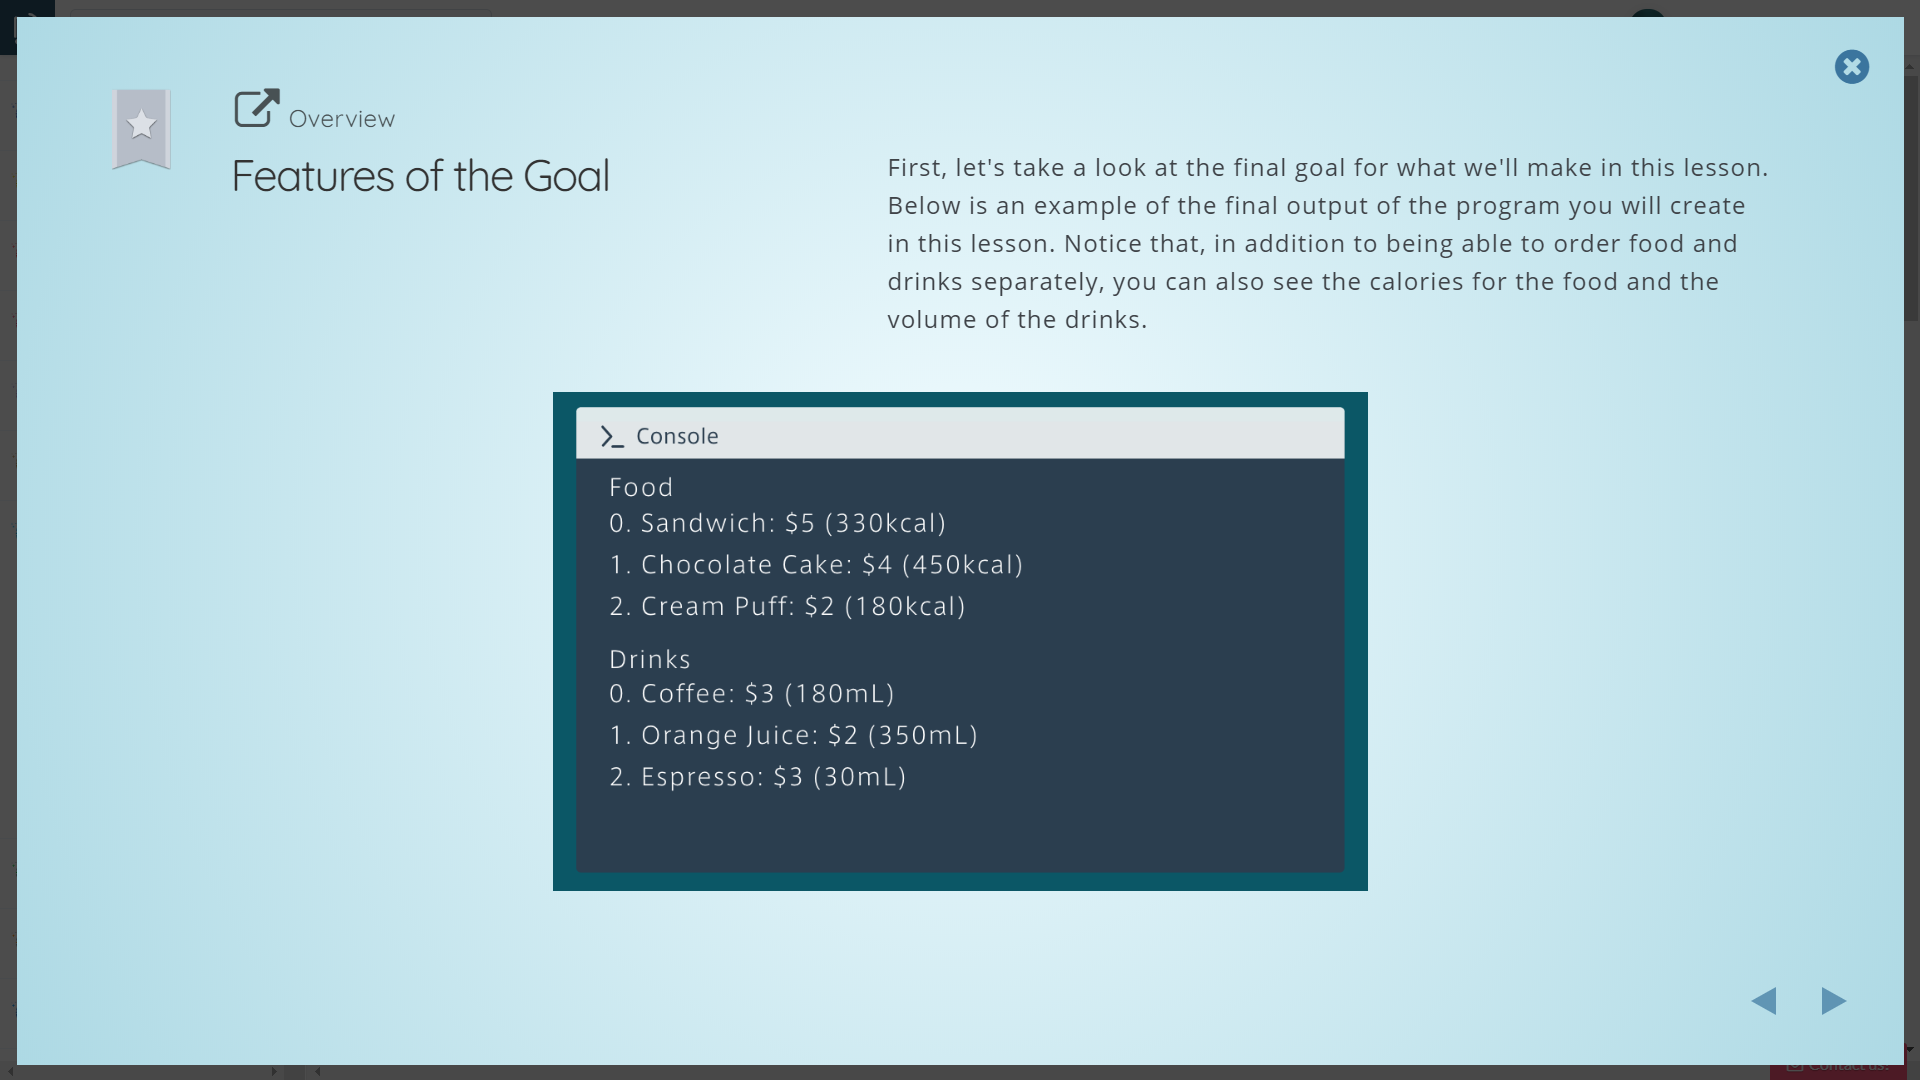 Overview
Features of the Goal
First, let's take a look at the final goal for what we'll make in this lesson.
Below is an example of the final output of the program you will create
in this lesson. Notice that, in addition to being able to order food and
drinks separately, you can also see the calories for the food and the
volume of the drinks.
Console
Food
0. Sandwich: $5 (330kcal)
1. Chocolate Cake: $4 (450kcal)
2. Cream Puff: $2 (180kcal)
Drinks
0. Coffee: $3 (180mL)
1. Orange Juice: $2 (350mL)
2. Espresso: $3 (30mL)
Contact us!